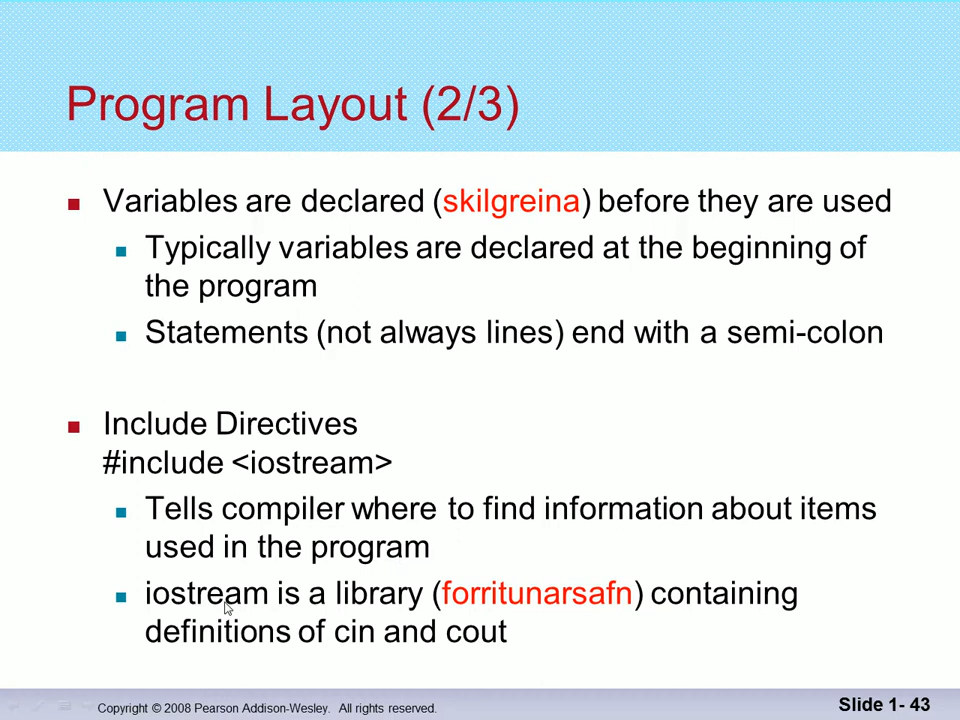 Program Layout (2/3)
Variables are declared (skilgreina) before they are used
Typically variables are declared at the beginning of
the program
Statements (not always lines) end with a semi-colon
Include Directives
#include <iostream>
Tells compiler where to find information about items
used in the program
iostream is a library (forritunarsafn) containing
definitions of cin and cout
Copyright © 2008 Pearson Addison-Wesley. All rights reserved.
Slide 1- 43